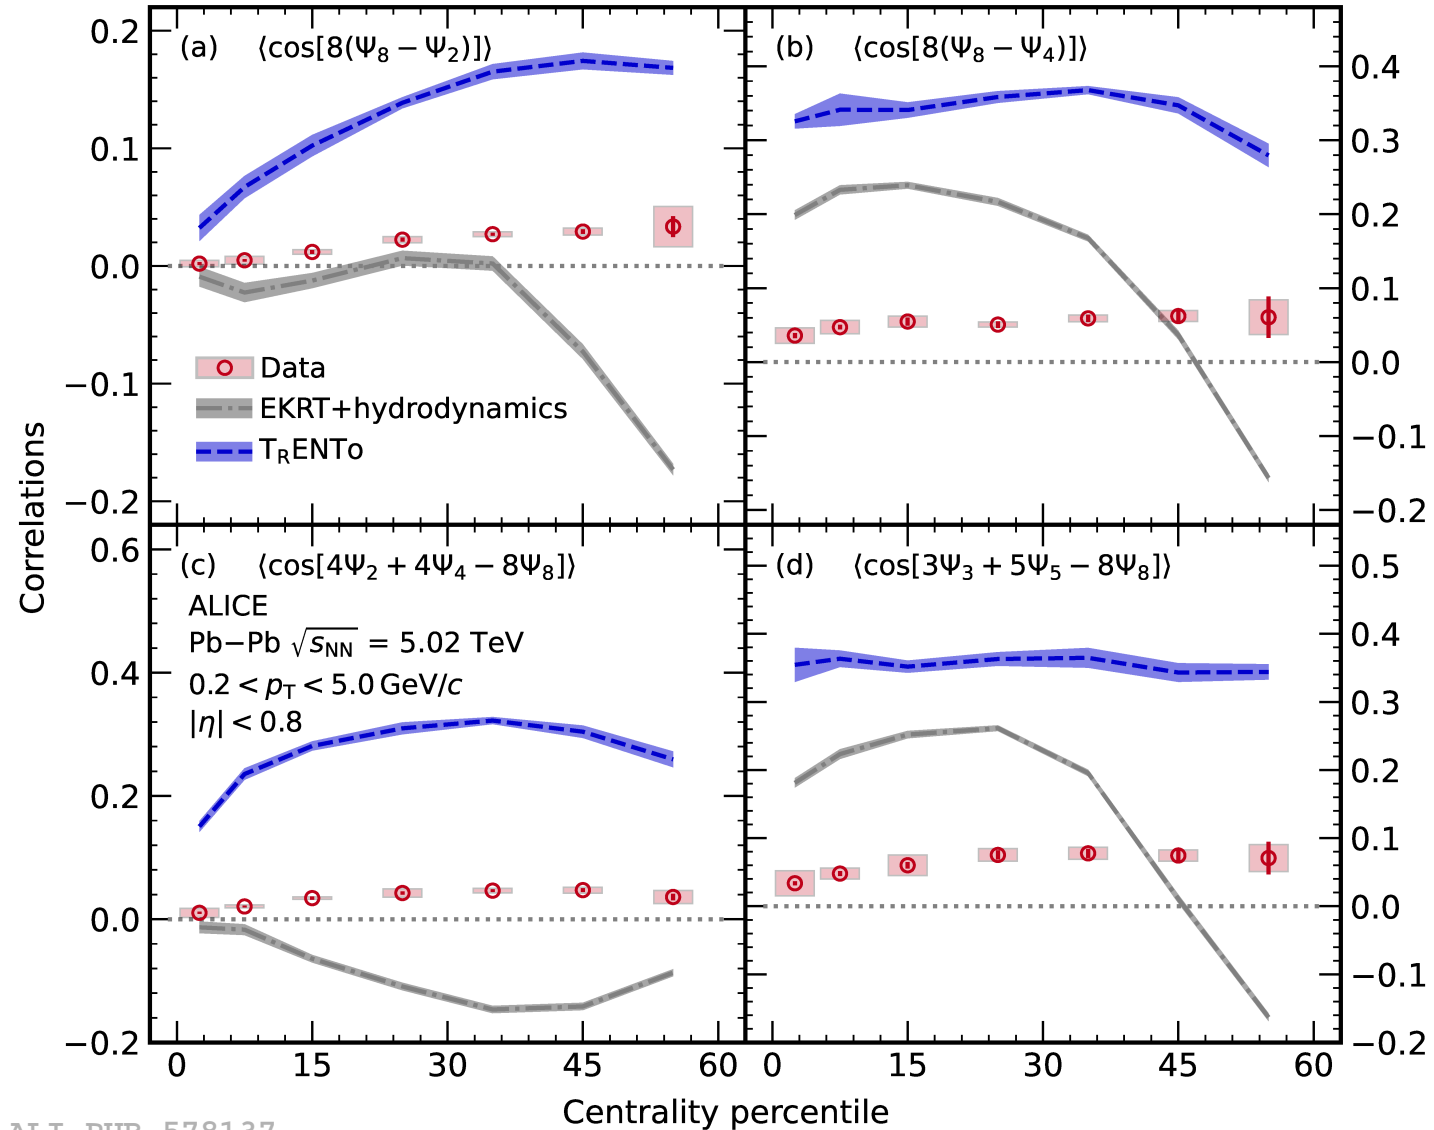 (a) ⟨cos[8(Ψ₈ − Ψ₂)]⟩
(b) ⟨cos[8(Ψ₈ − Ψ₄)]⟩
0.2
0.1
0.0
−0.1
−0.2
0.4
0.3
0.2
0.1
0.0
−0.1
−0.2
Data
EKRT+hydrodynamics
TRENTo
Correlations
(c) ⟨cos[4Ψ₂ + 4Ψ₄ − 8Ψ₈]⟩
ALICE
Pb−Pb √sNN = 5.02 TeV
0.2 < pT < 5.0 GeV/c
|η| < 0.8
(d) ⟨cos[3Ψ₃ + 5Ψ₅ − 8Ψ₈]⟩
0.6
0.4
0.2
0.0
−0.2
0.5
0.4
0.3
0.2
0.1
0.0
−0.1
−0.2
0 15 30 45 60
0 15 30 45 60
Centrality percentile